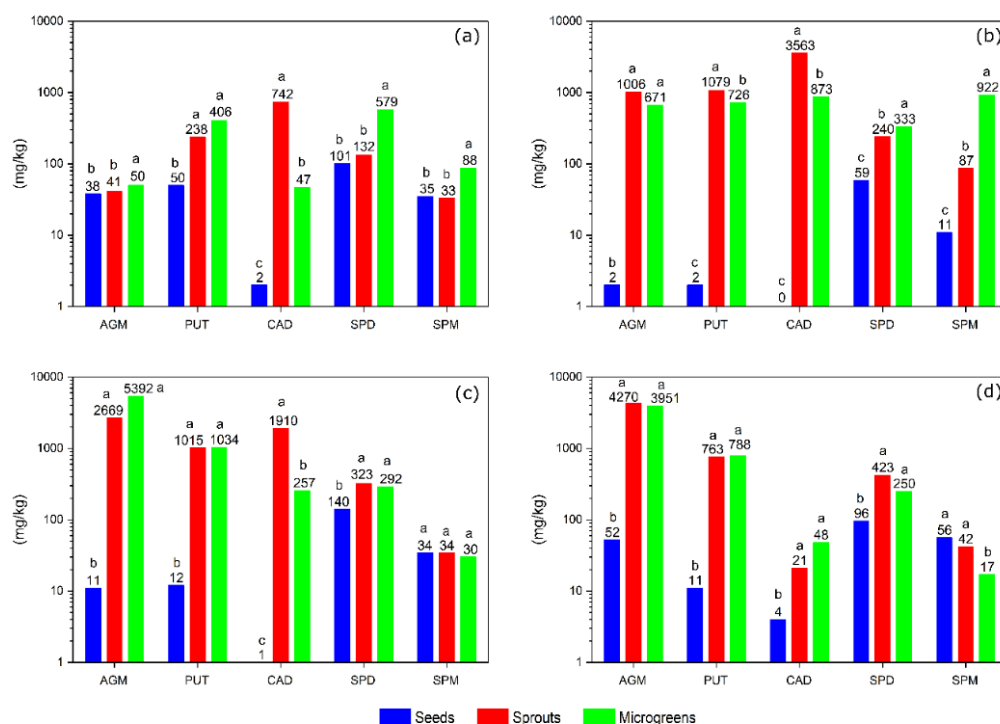 (a)
(mg/kg)
10000
1000
100
10
1
b b a
38 41 50
b a a
50 238 406
c a b
2 742 47
b b a
101 132 579
b b a
35 33 88
AGM PUT CAD SPD SPM
(b)
(mg/kg)
10000
1000
100
10
1
b a a
2 1006 671
c a b
2 1079 726
c a b
0 3563 873
c b a
59 240 333
c b a
11 87 922
AGM PUT CAD SPD SPM
(c)
(mg/kg)
10000
1000
100
10
1
b a a
11 2669 5392
b a a
12 1015 1034
c a b
1 1910 257
b a a
140 323 292
a a a
34 34 30
AGM PUT CAD SPD SPM
(d)
(mg/kg)
10000
1000
100
10
1
b a a
52 4270 3951
b a a
11 763 788
b a a
4 21 48
b a a
96 423 250
a a b
56 42 17
AGM PUT CAD SPD SPM
Seeds Sprouts Microgreens